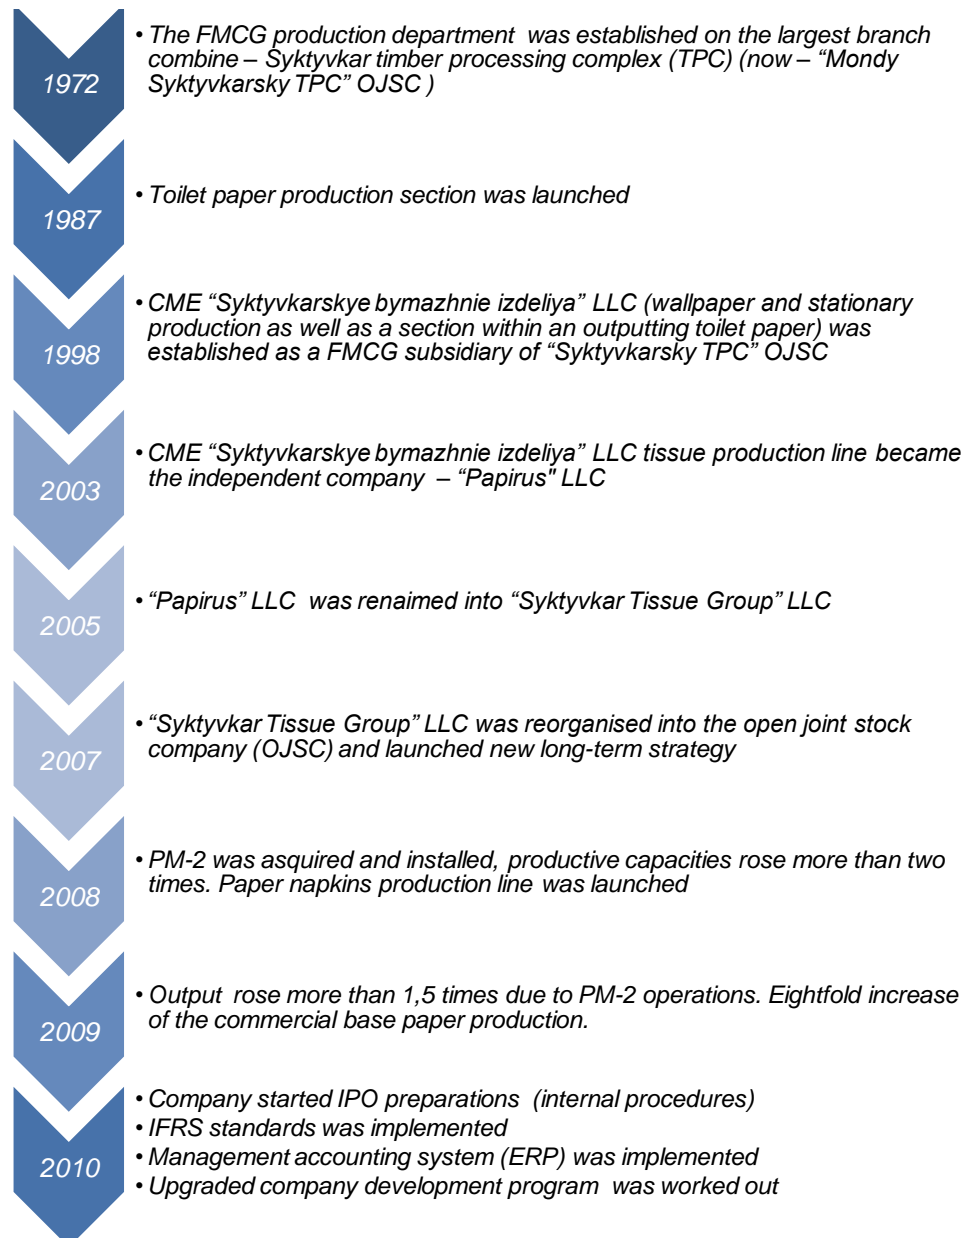 1972
• The FMCG production department was established on the largest branch
combine – Syktyvkar timber processing complex (TPC) (now – “Mondy
Syktyvkarsky TPC” OJSC )
1987
• Toilet paper production section was launched
1998
• CME “Syktyvkarskye bymazhnie izdeliya” LLC (wallpaper and stationary
production as well as a section within an outputting toilet paper) was
established as a FMCG subsidiary of “Syktyvkarsky TPC” OJSC
2003
• CME “Syktyvkarskye bymazhnie izdeliya” LLC tissue production line became
the independent company – “Papirus" LLC
2005
• “Papirus” LLC was renaimed into “Syktyvkar Tissue Group” LLC
2007
• “Syktyvkar Tissue Group” LLC was reorganised into the open joint stock
company (OJSC) and launched new long-term strategy
2008
• PM-2 was asquired and installed, productive capacities rose more than two
times. Paper napkins production line was launched
2009
• Output rose more than 1,5 times due to PM-2 operations. Eightfold increase
of the commercial base paper production.
2010
• Company started IPO preparations (internal procedures)
• IFRS standards was implemented
• Management accounting system (ERP) was implemented
• Upgraded company development program was worked out